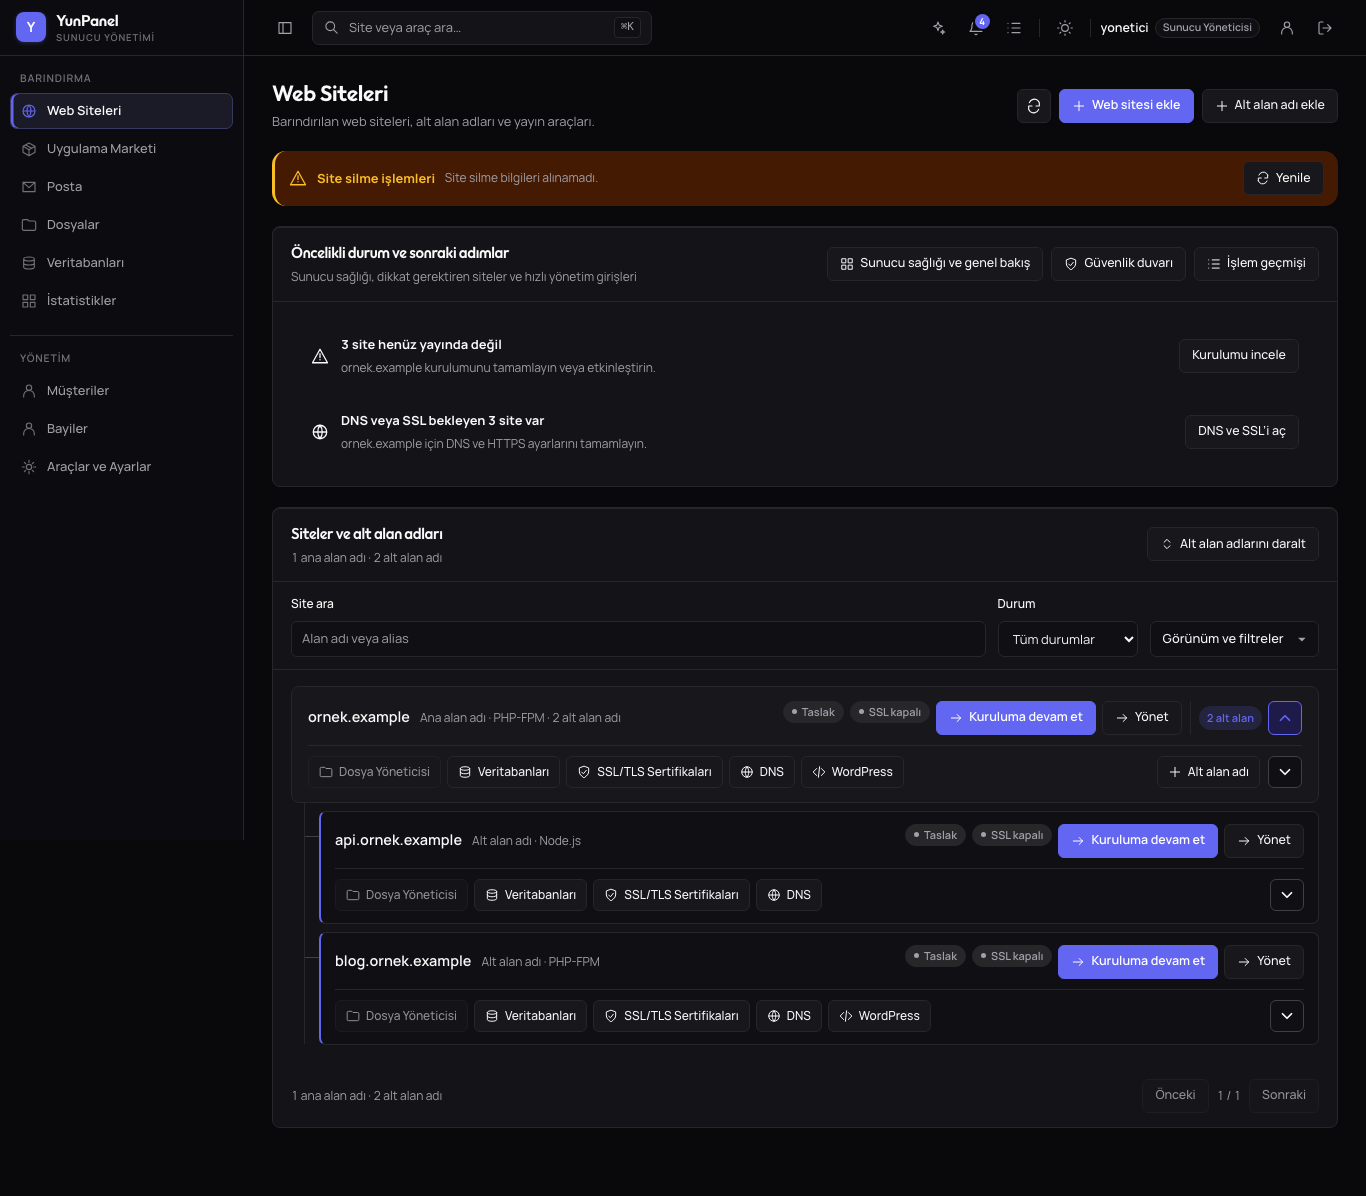 Y
YunPanel
SUNUCU YÖNETİMİ
Site veya araç ara...
⌘K
4
yonetici
Sunucu Yöneticisi
BARINDIRMA
Web Siteleri
Uygulama Marketi
Posta
Dosyalar
Veritabanları
İstatistikler
YÖNETİM
Müşteriler
Bayiler
Araçlar ve Ayarlar
Web Siteleri
Barındırılan web siteleri, alt alan adları ve yayın araçları.
Web sitesi ekle
Alt alan adı ekle
Site silme işlemleri Site silme bilgileri alınamadı.
Yenile
Öncelikli durum ve sonraki adımlar
Sunucu sağlığı, dikkat gerektiren siteler ve hızlı yönetim girişleri
Sunucu sağlığı ve genel bakış
Güvenlik duvarı
İşlem geçmişi
3 site henüz yayında değil
ornek.example kurulumunu tamamlayın veya etkinleştirin.
Kurulumu incele
DNS veya SSL bekleyen 3 site var
ornek.example için DNS ve HTTPS ayarlarını tamamlayın.
DNS ve SSL'i aç
Siteler ve alt alan adları
1 ana alan adı · 2 alt alan adı
Alt alan adlarını daralt
Site ara
Durum
Alan adı veya alias
Tüm durumlar
Görünüm ve filtreler
ornek.example Ana alan adı · PHP-FPM · 2 alt alan adı
Taslak
SSL kapalı
Kuruluma devam et
Yönet
2 alt alan
Dosya Yöneticisi
Veritabanları
SSL/TLS Sertifikaları
DNS
WordPress
Alt alan adı
api.ornek.example Alt alan adı · Node.js
Taslak
SSL kapalı
Kuruluma devam et
Yönet
Dosya Yöneticisi
Veritabanları
SSL/TLS Sertifikaları
DNS
blog.ornek.example Alt alan adı · PHP-FPM
Taslak
SSL kapalı
Kuruluma devam et
Yönet
Dosya Yöneticisi
Veritabanları
SSL/TLS Sertifikaları
DNS
WordPress
1 ana alan adı · 2 alt alan adı
Önceki
1 / 1
Sonraki